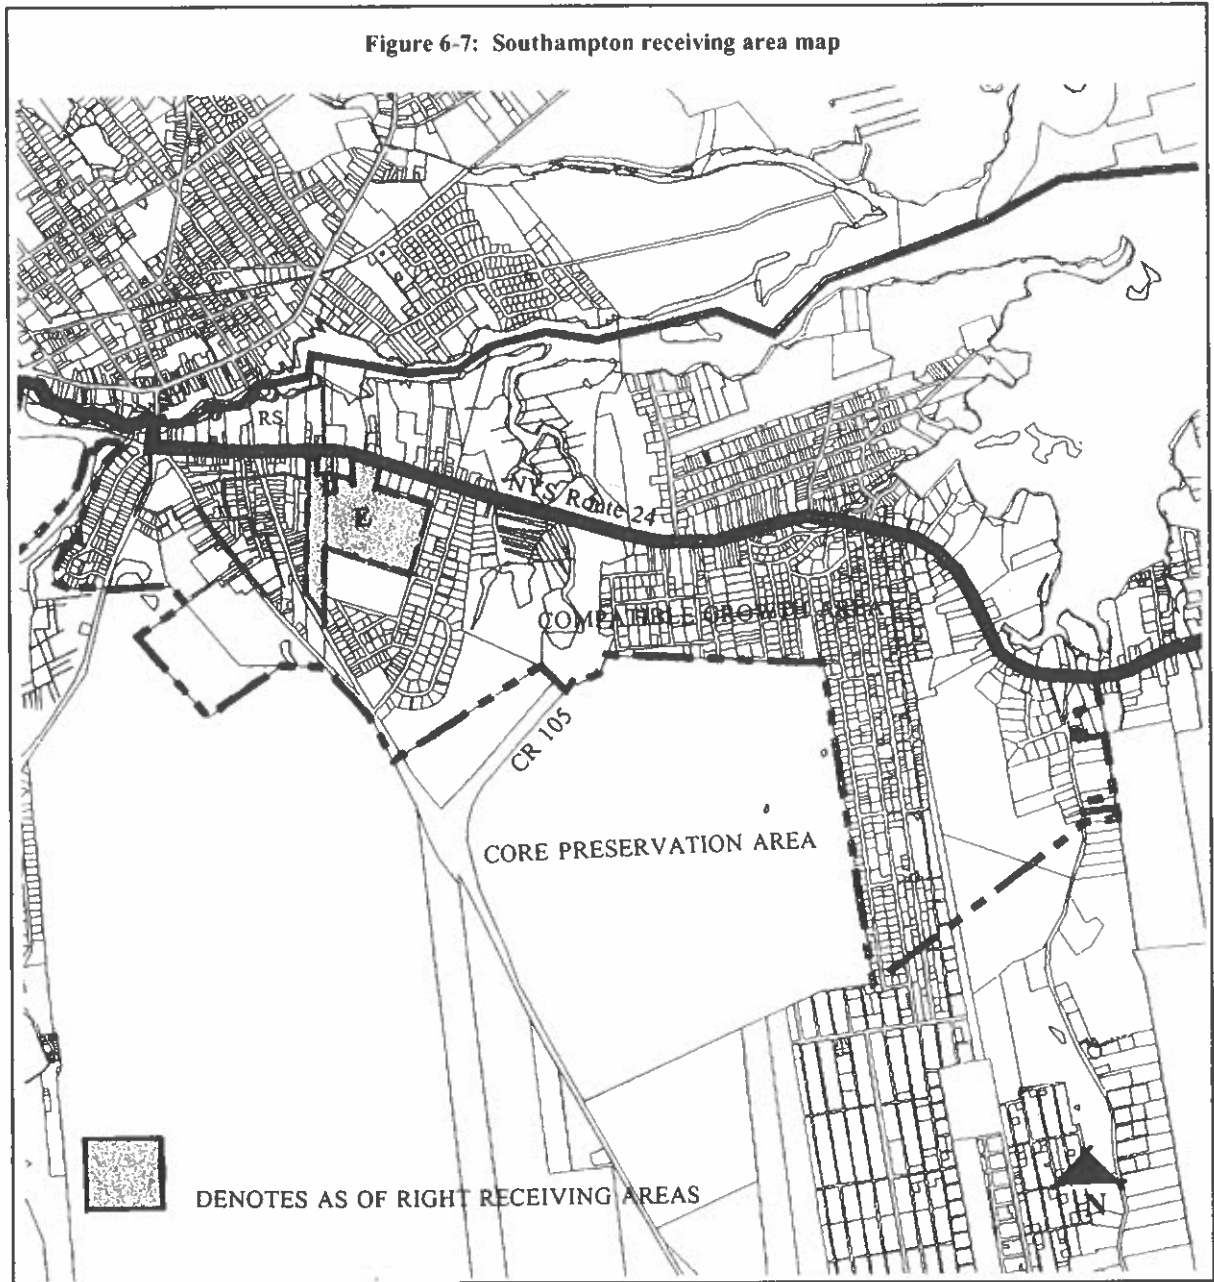 Figure 6-7: Southampton receiving area map
RS
NYS Route 24
E
COMPATIBLE GROWTH AREA
CR 105
CORE PRESERVATION AREA
DENOTES AS OF RIGHT RECEIVING AREAS
N